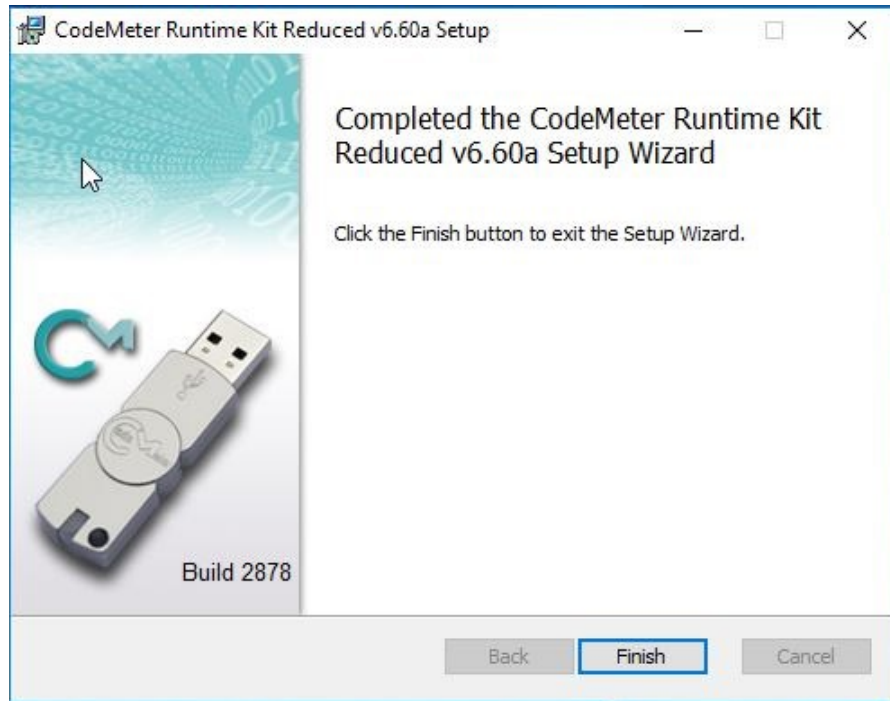 CodeMeter Runtime Kit Reduced v6.60a Setup
Completed the CodeMeter Runtime Kit
Reduced v6.60a Setup Wizard
Click the Finish button to exit the Setup Wizard.
CM
Build 2878
Back
Finish
Cancel